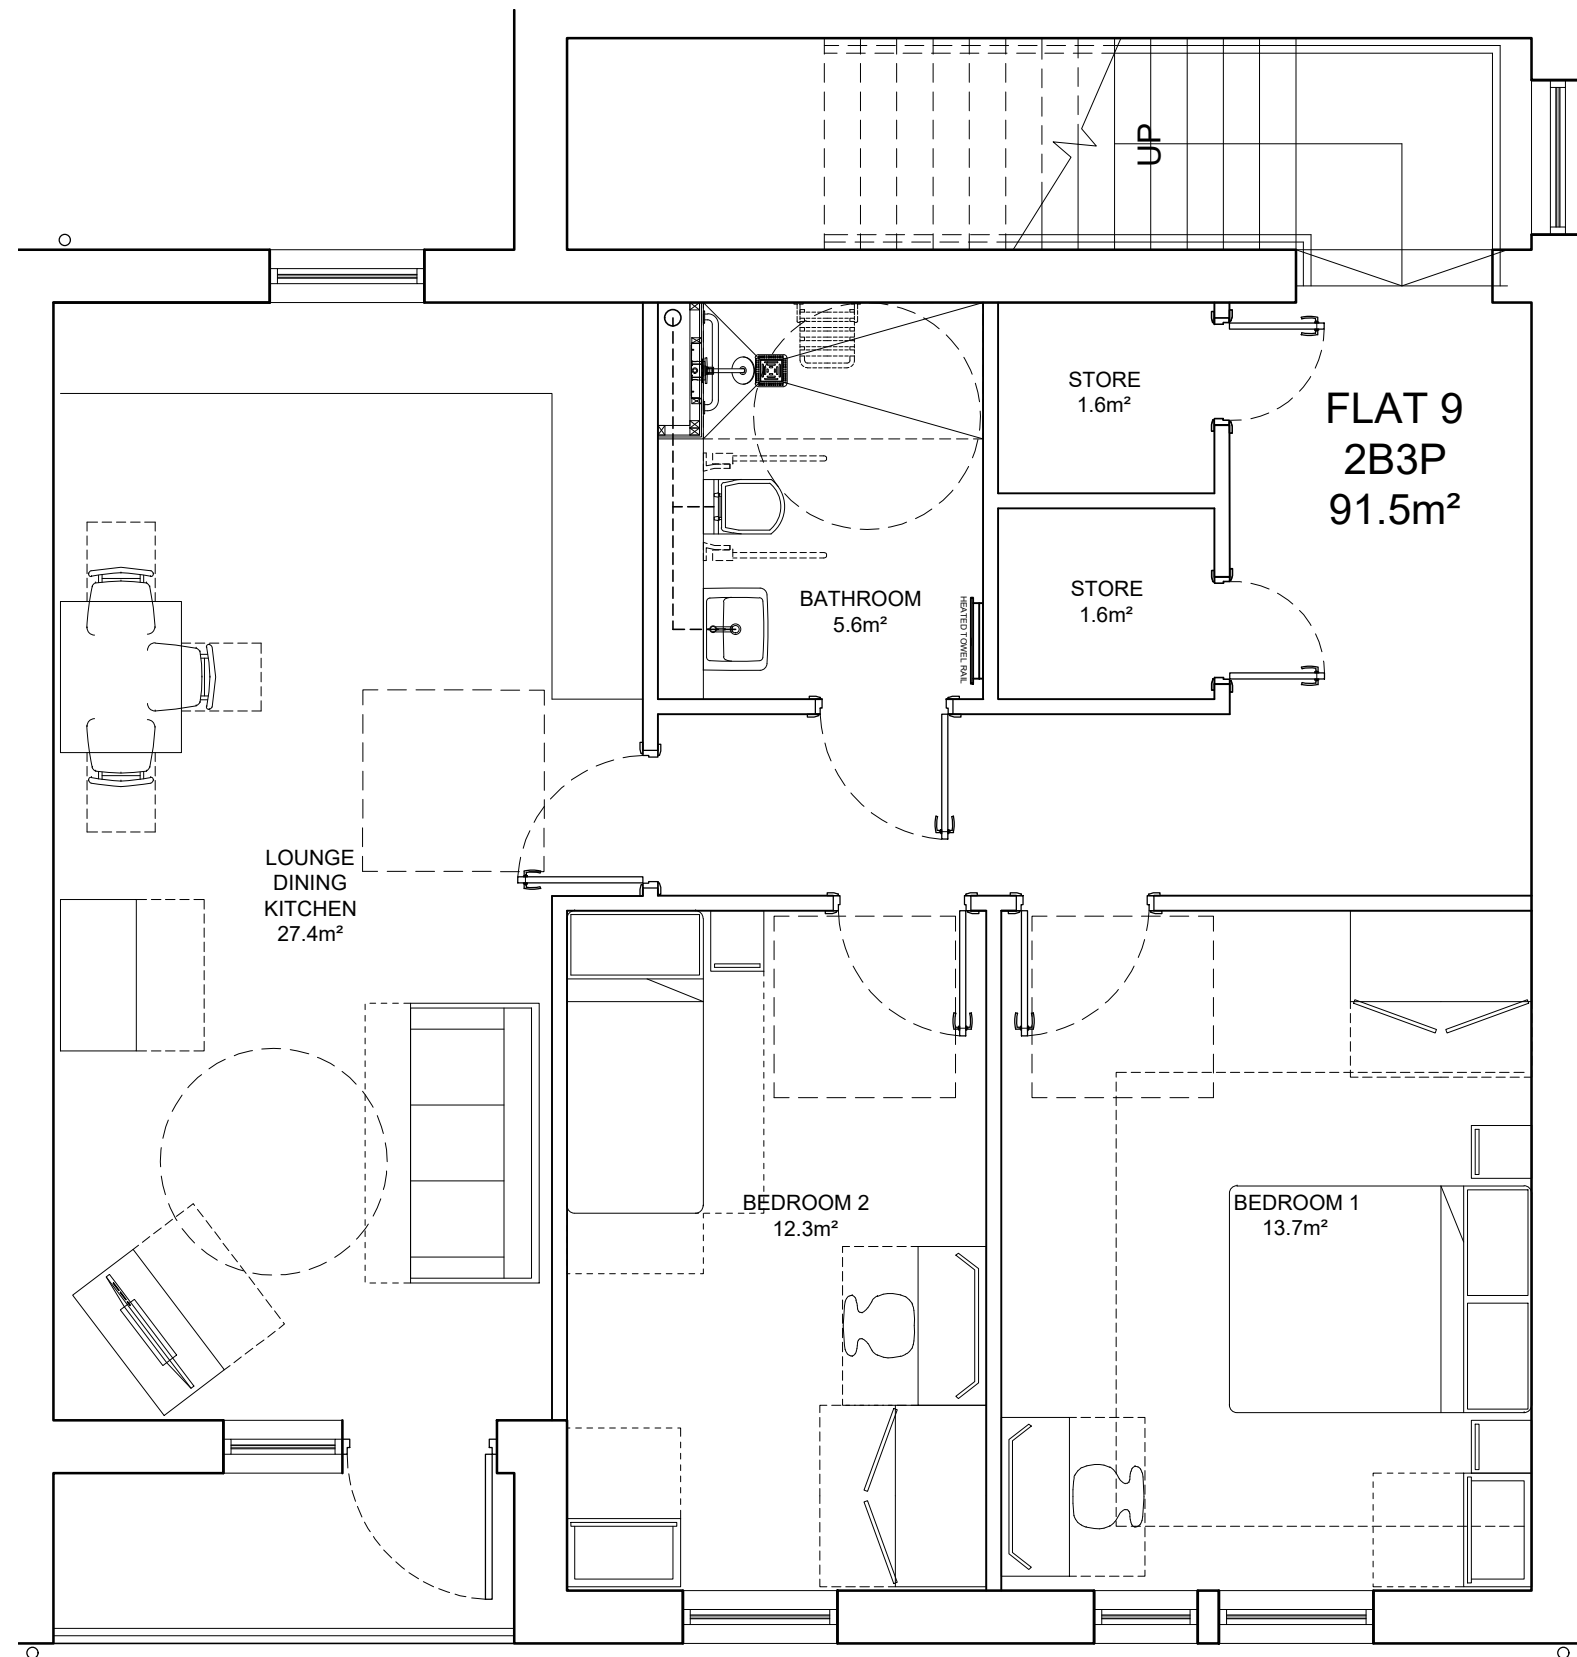 UP
STORE
1.6m²
FLAT 9
2B3P
91.5m²
BATHROOM
5.6m²
HEATED TOWEL RAIL
STORE
1.6m²
LOUNGE
DINING
KITCHEN
27.4m²
BEDROOM 2
12.3m²
BEDROOM 1
13.7m²